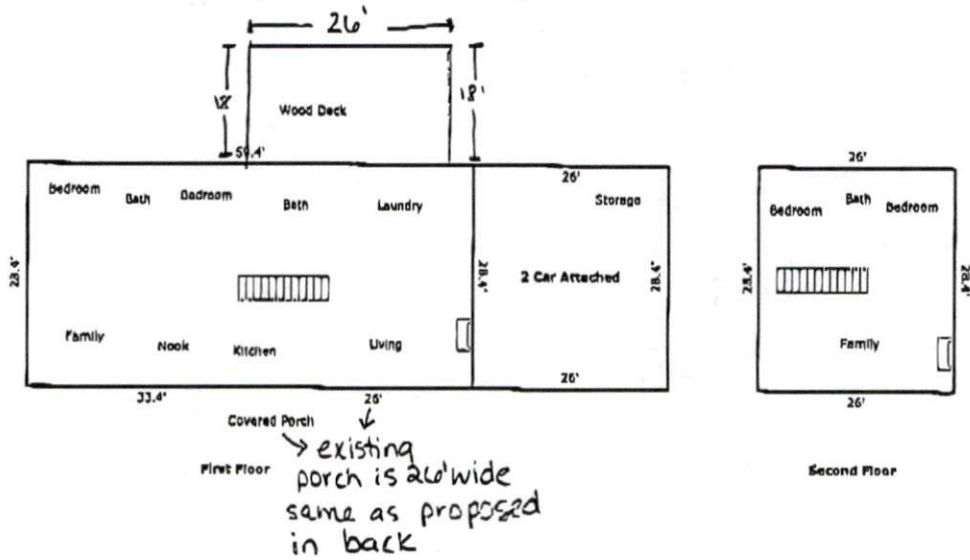 26'
18'
18'
Wood Deck
59.4'
Bedroom Bath Bedroom Bath Laundry
26'
Storage
28.4'
28.4'
2 Car Attached
28.4'
Family Nook Kitchen Living
33.4'
26'
26'
Covered Porch
→ existing
porch is 26' wide
same as proposed
in back
First Floor
26'
Bedroom Bath Bedroom
28.4'
28.4'
Family
26'
Second Floor